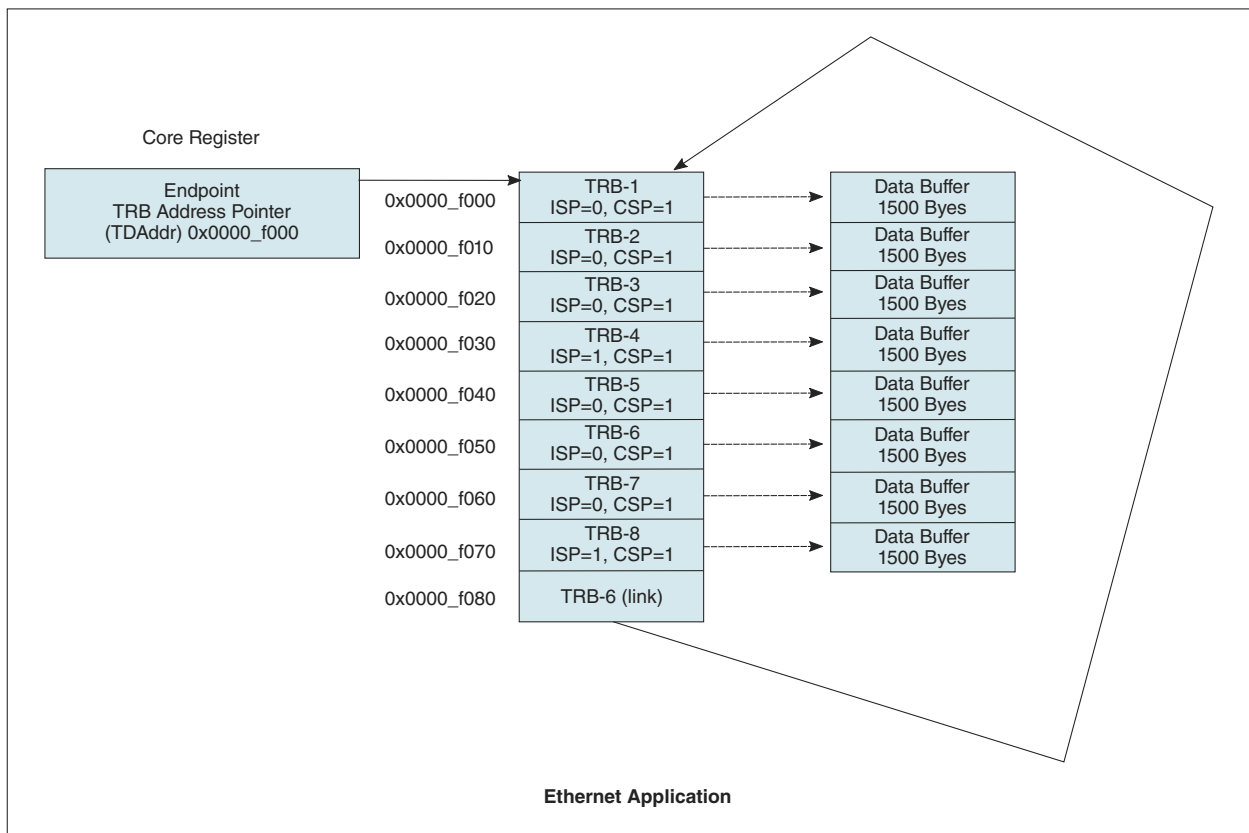 Core Register
Endpoint
TRB Address Pointer
(TDAddr) 0x0000_f000
0x0000_f000
TRB-1
ISP=0, CSP=1
Data Buffer
1500 Byes
0x0000_f010
TRB-2
ISP=0, CSP=1
Data Buffer
1500 Byes
0x0000_f020
TRB-3
ISP=0, CSP=1
Data Buffer
1500 Byes
0x0000_f030
TRB-4
ISP=1, CSP=1
Data Buffer
1500 Byes
0x0000_f040
TRB-5
ISP=0, CSP=1
Data Buffer
1500 Byes
0x0000_f050
TRB-6
ISP=0, CSP=1
Data Buffer
1500 Byes
0x0000_f060
TRB-7
ISP=0, CSP=1
Data Buffer
1500 Byes
0x0000_f070
TRB-8
ISP=1, CSP=1
Data Buffer
1500 Byes
0x0000_f080
TRB-6 (link)
Ethernet Application